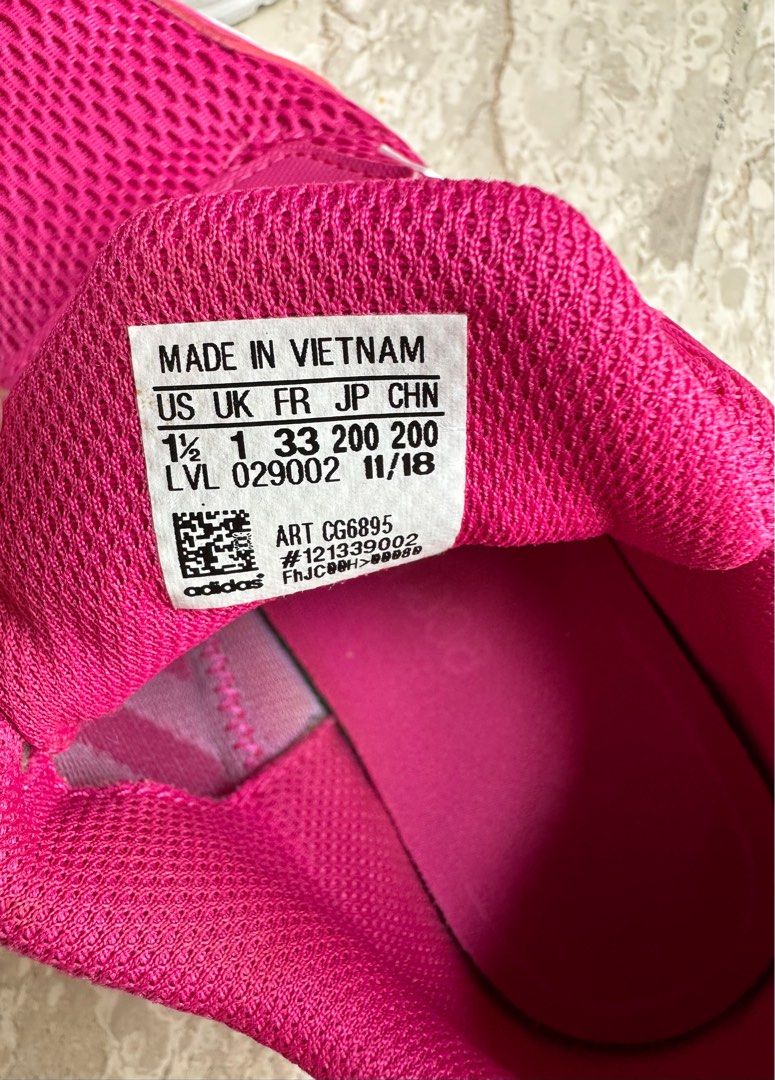 MADE IN VIETNAM
US UK FR JP CHN
1½ 1 33 200 200
LVL 029002 11/18
ART CG6895
#121339002
adidas